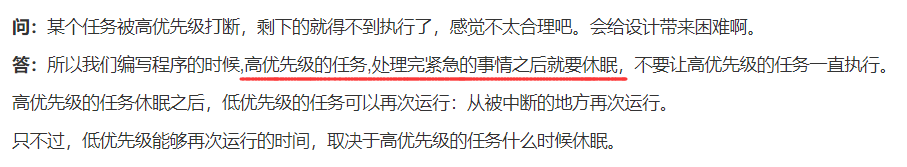 问：某个任务被高优先级打断，剩下的就得不到执行了，感觉不太合理吧。会给设计带来困难啊。
答：所以我们编写程序的时候,高优先级的任务,处理完紧急的事情之后就要休眠，不要让高优先级的任务一直执行。
高优先级的任务休眠之后，低优先级的任务可以再次运行：从被中断的地方再次运行。
只不过，低优先级能够再次运行的时间，取决于高优先级的任务什么时候休眠。